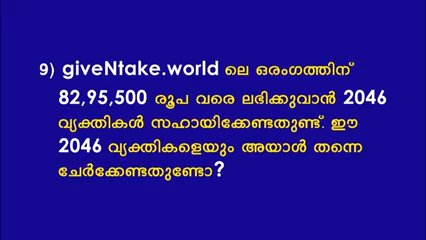 9) giveNtake.world ലെ ഒരംഗത്തിന്
82,95,500 രൂപ വരെ ലഭിക്കുവാൻ 2046
വ്യക്തികൾ സഹായിക്കേണ്ടതുണ്ട്. ഈ
2046 വ്യക്തികളെയും അയാൾ തന്നെ
ചേർക്കേണ്ടതുണ്ടോ?